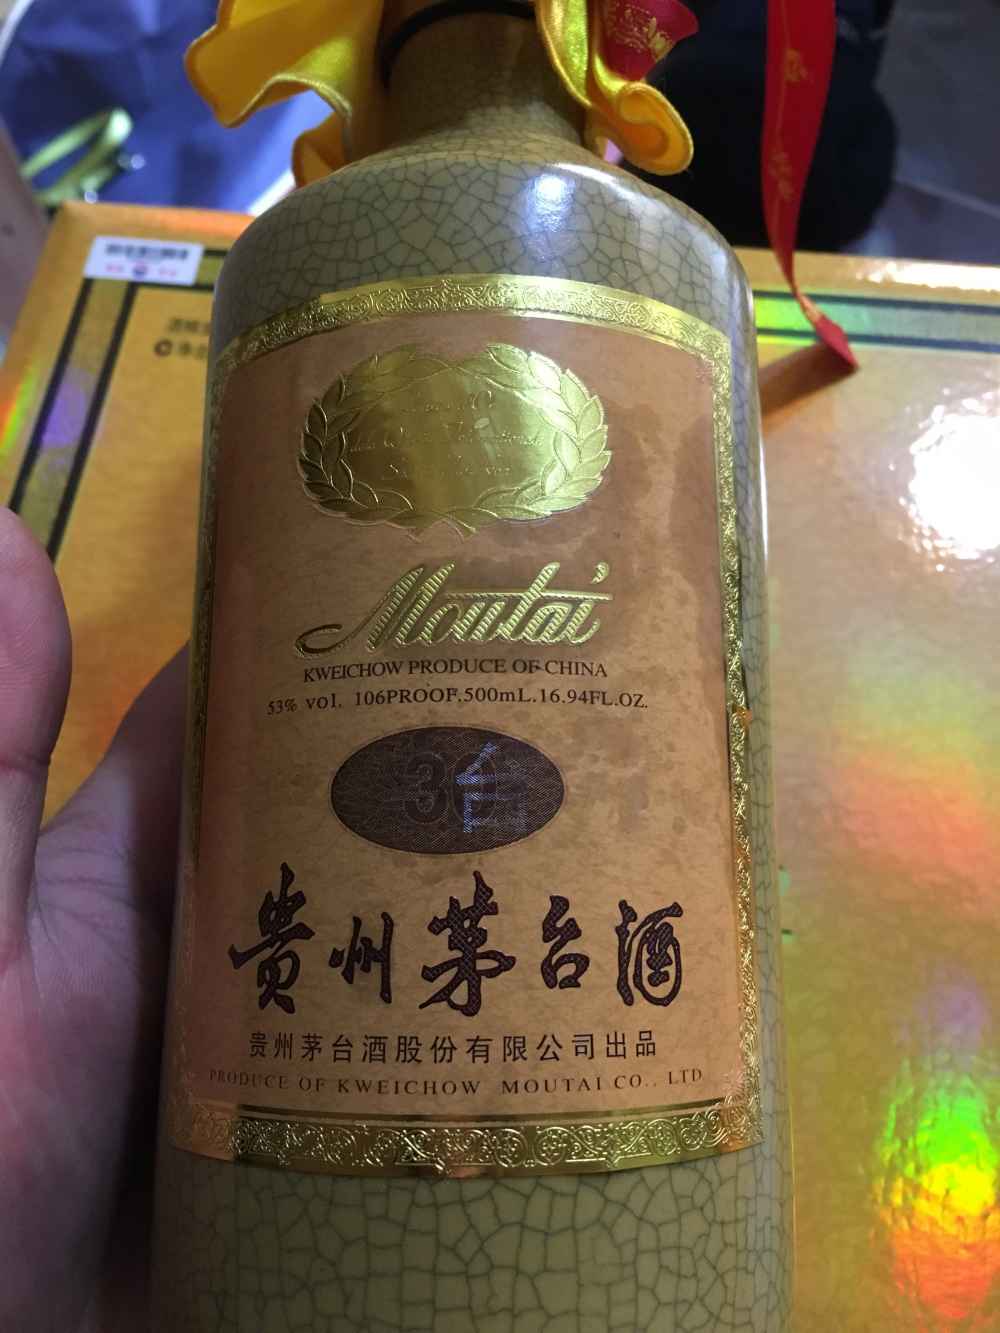 Moutai
KWEICHOW PRODUCE OF CHINA
53% vol. 106PROOF.500mL.16.94FL.OZ.
30
台
贵州茅台酒
贵州茅台酒股份有限公司出品
PRODUCE OF KWEICHOW MOUTAI CO., LTD